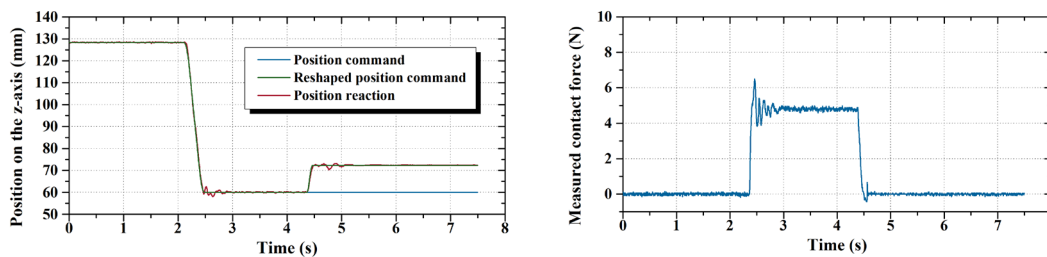 130
120
110
100
90
80
70
60
50
Position on the z-axis (mm)
Position command
Reshaped position command
Position reaction
0 1 2 3 4 5 6 7 8
Time (s)
10
8
6
4
2
0
Measured contact force (N)
0 1 2 3 4 5 6 7
Time (s)